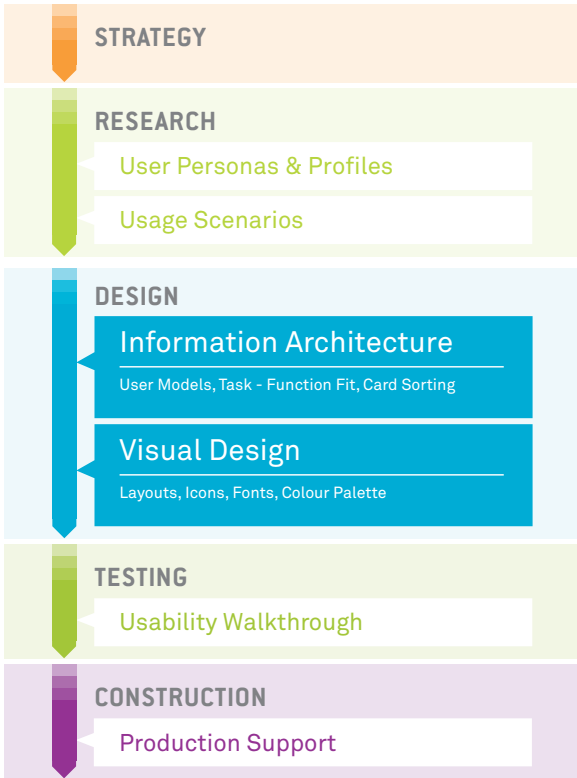 STRATEGY
RESEARCH
User Personas & Profiles
Usage Scenarios
DESIGN
Information Architecture
User Models, Task - Function Fit, Card Sorting
Visual Design
Layouts, Icons, Fonts, Colour Palette
TESTING
Usability Walkthrough
CONSTRUCTION
Production Support